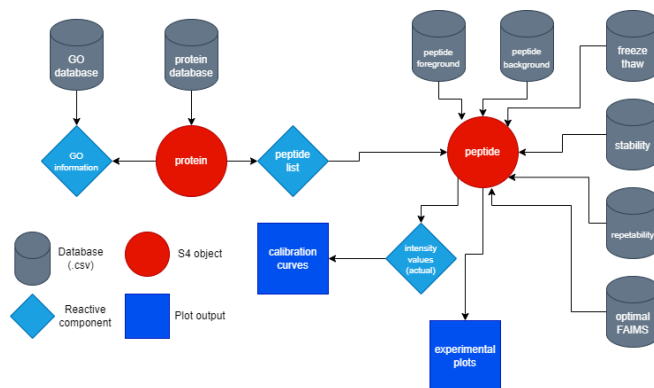 GO
database
protein
database
peptide
foreground
peptide
background
freeze
thaw
GO
information
protein
peptide
list
peptide
stability
Database
(.csv)
S4 object
calibration
curves
intensity
values
(actual)
repetability
Reactive
component
Plot output
experimental
plots
optimal
FAIMS